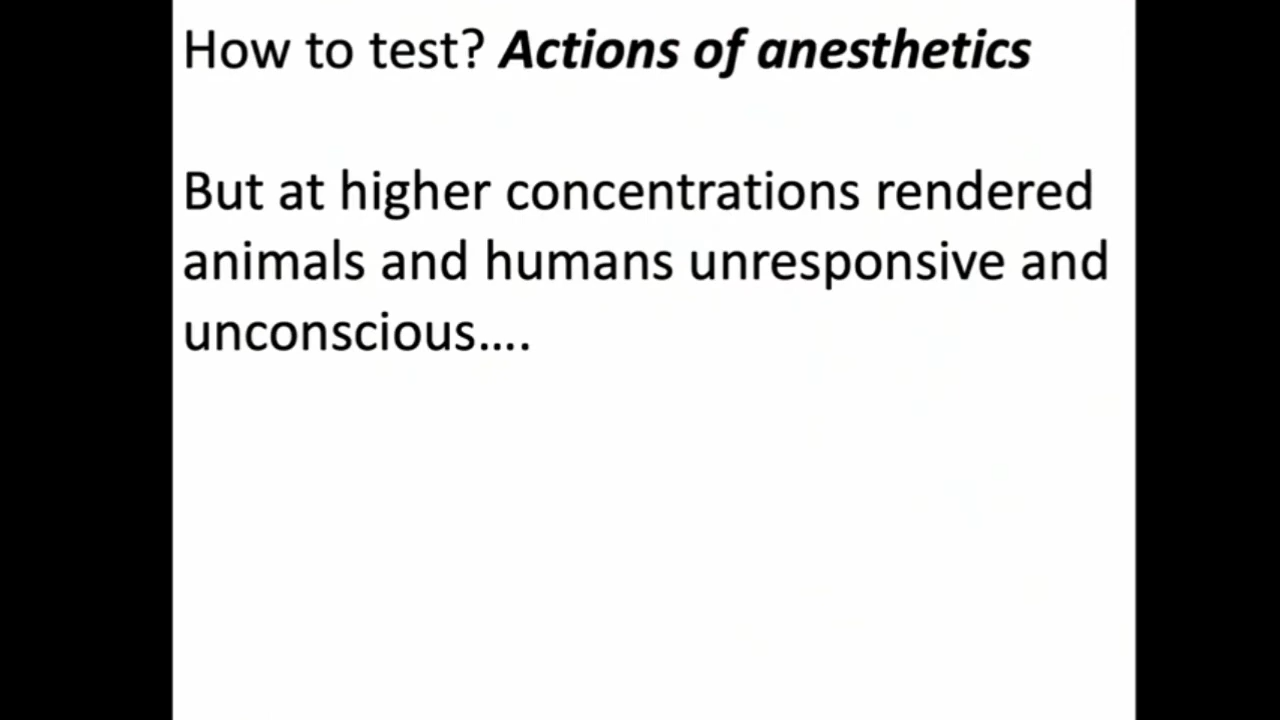 How to test? Actions of anesthetics
But at higher concentrations rendered
animals and humans unresponsive and
unconscious….